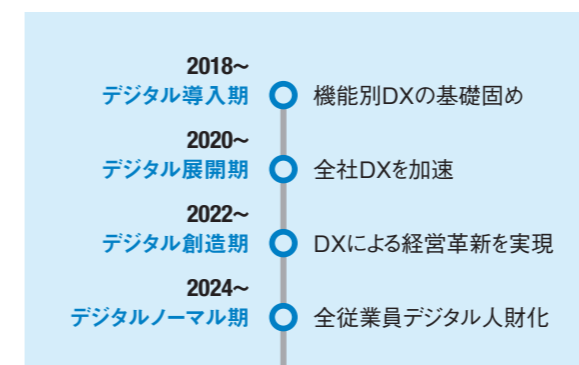 2018~
デジタル導入期 機能別DXの基礎固め
2020~
デジタル展開期 全社DXを加速
2022~
デジタル創造期 DXによる経営革新を実現
2024~
デジタルノーマル期 全従業員デジタル人財化